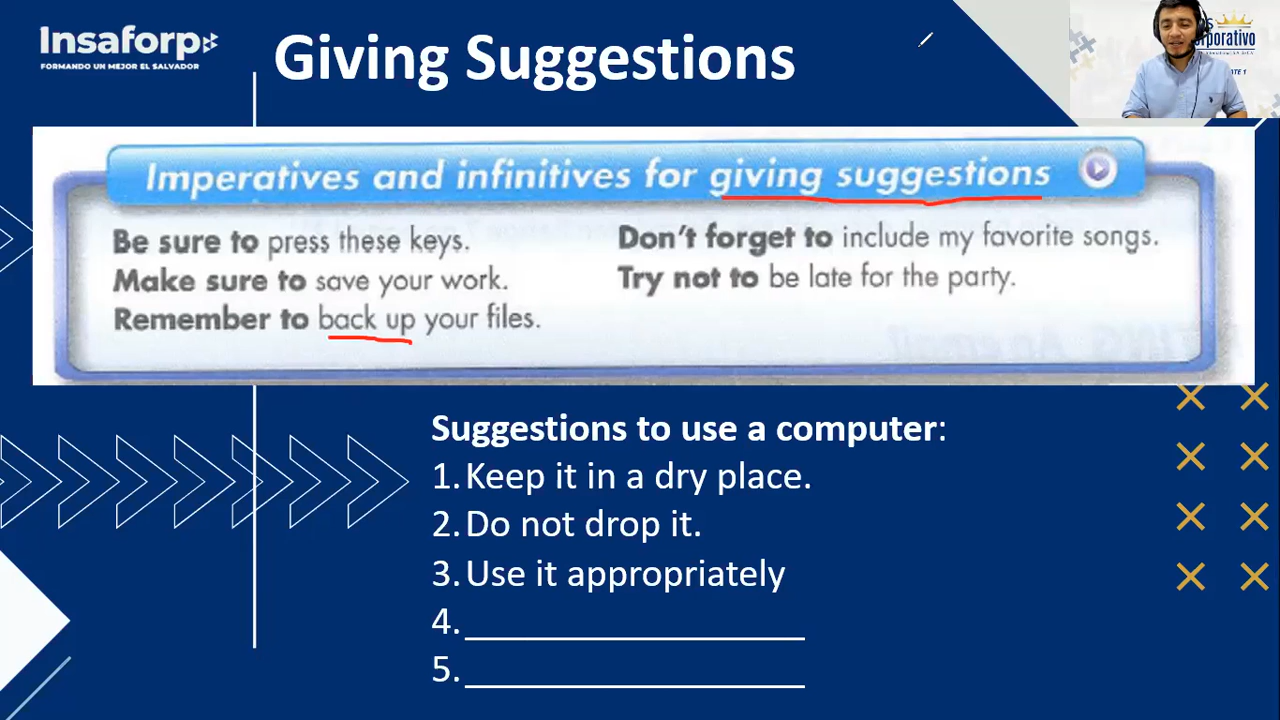 Insaforp
FORMANDO UN MEJOR EL SALVADOR
Giving Suggestions
Imperatives and infinitives for giving suggestions
Be sure to press these keys.
Make sure to save your work.
Remember to back up your files.
Don't forget to include my favorite songs.
Try not to be late for the party.
Suggestions to use a computer:
1. Keep it in a dry place.
2. Do not drop it.
3. Use it appropriately
4. ___________________
5. ___________________